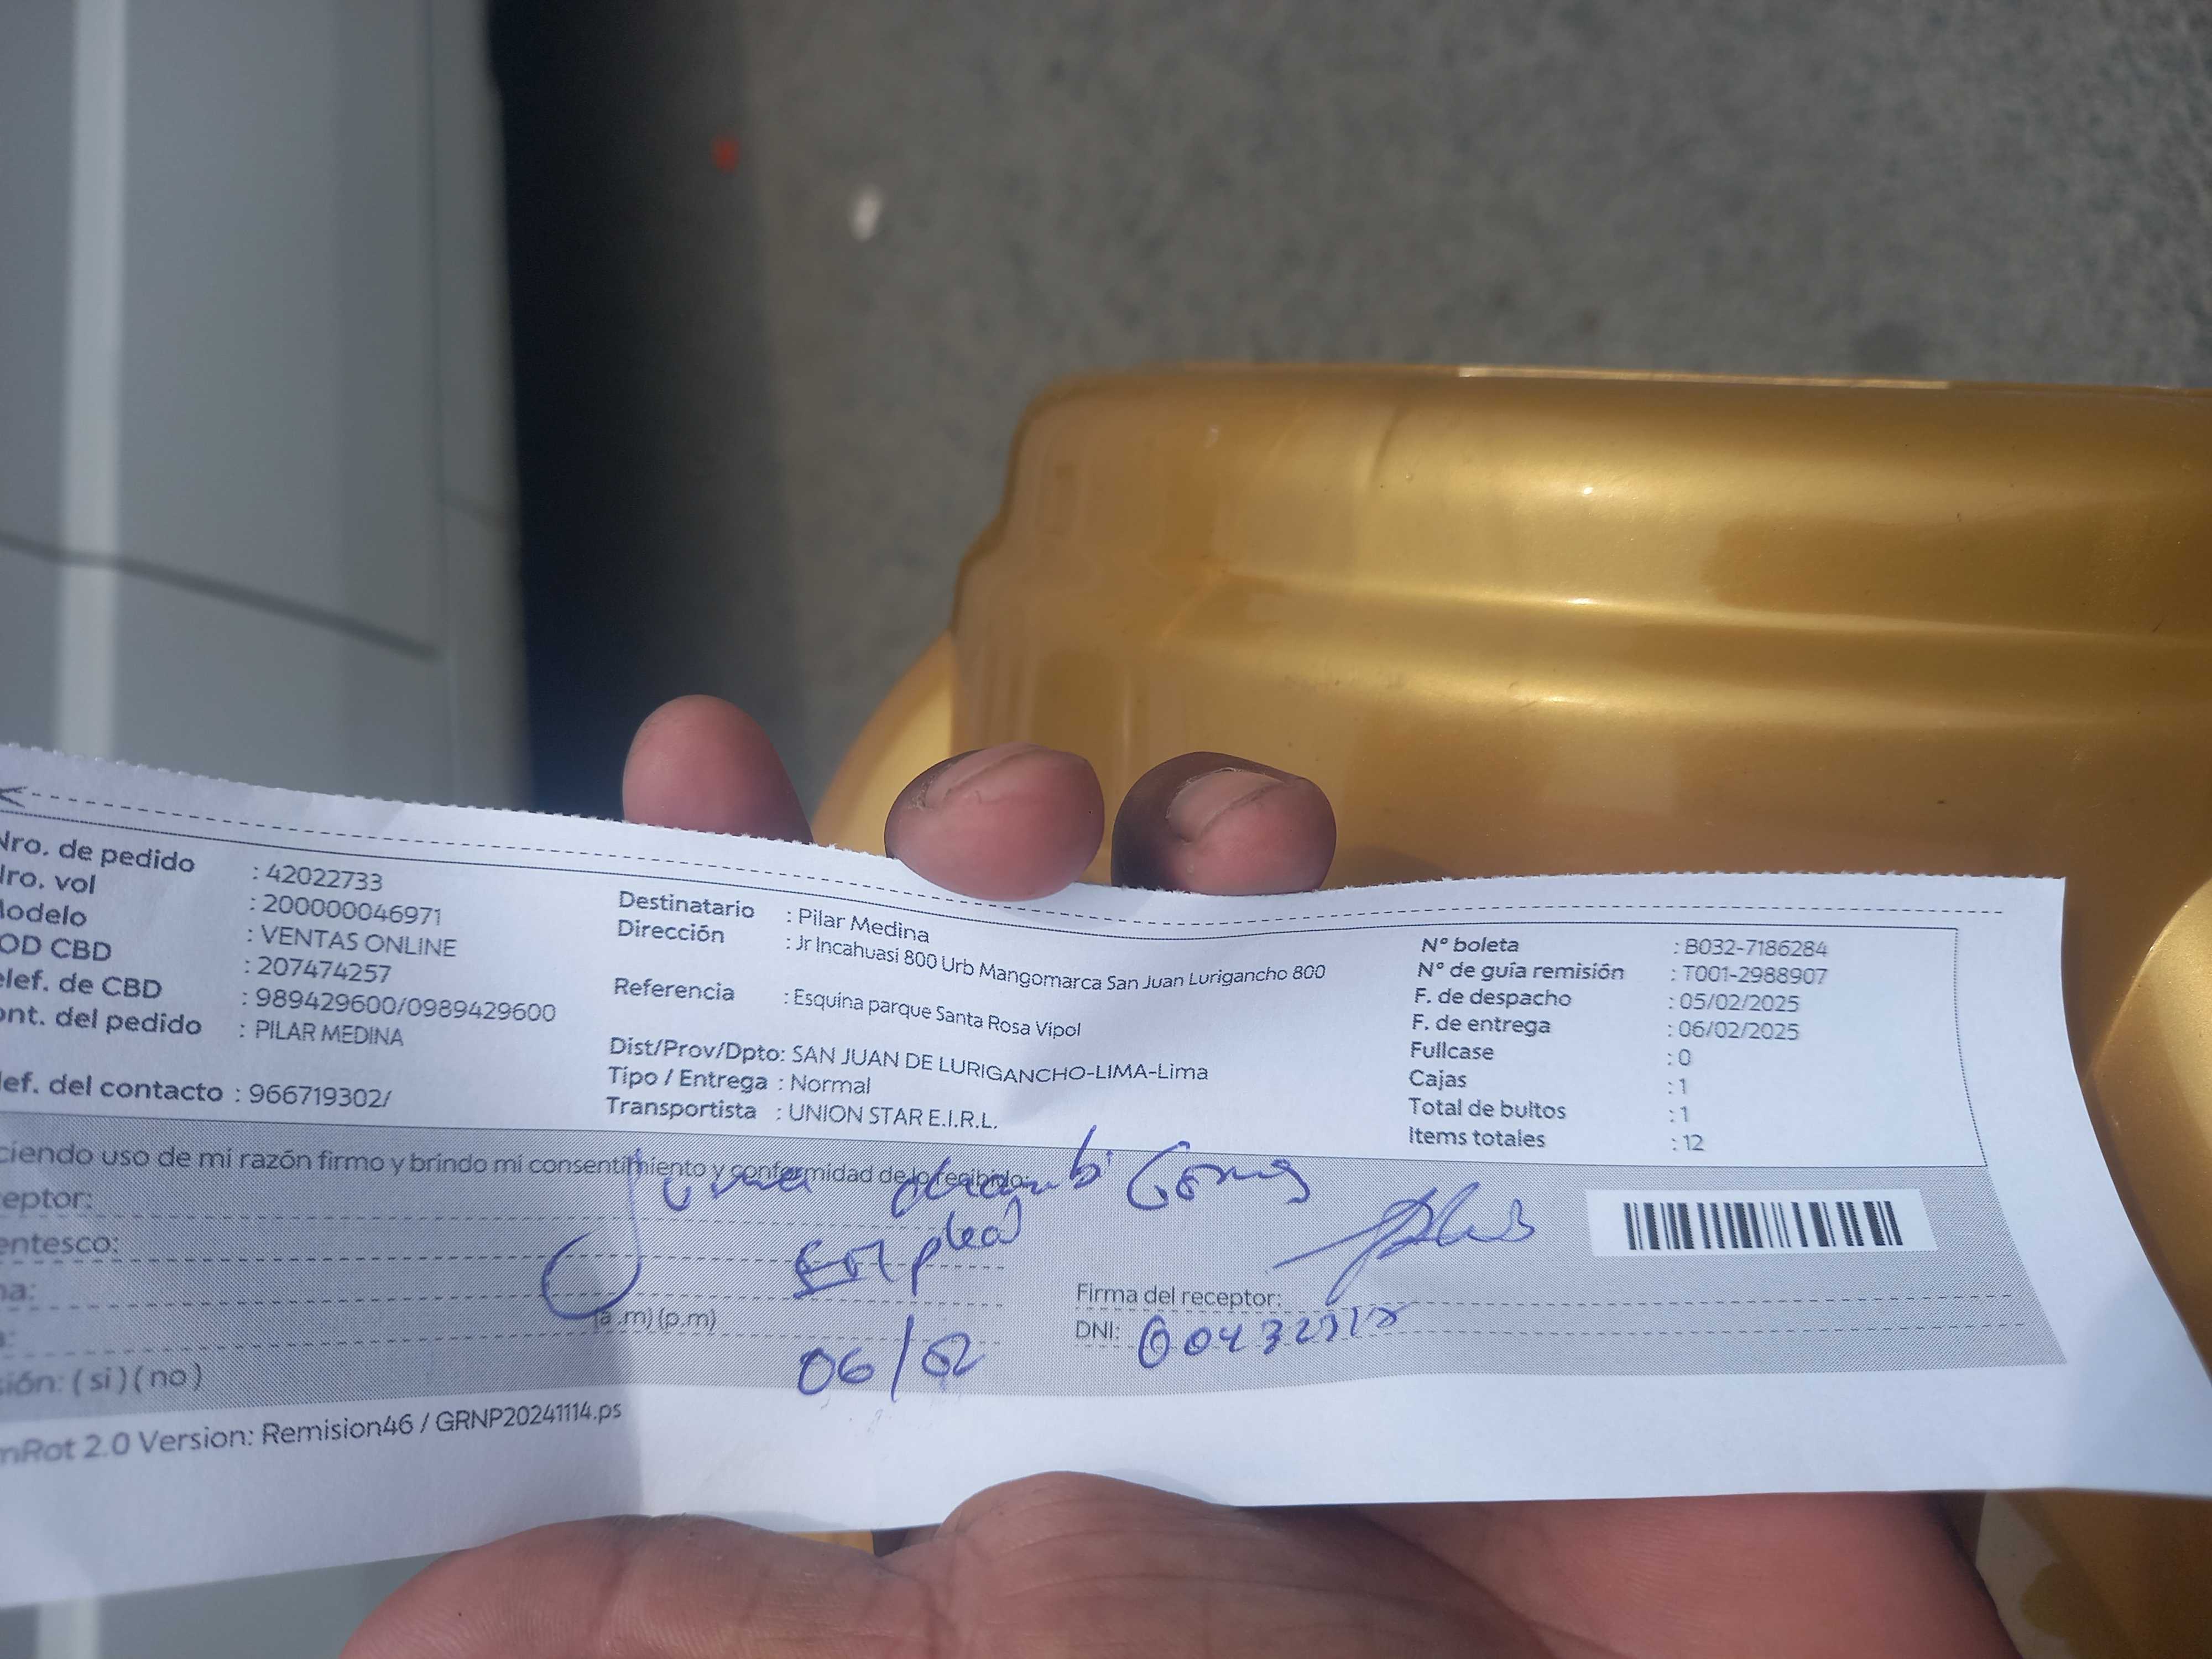 Nro. de pedido : 42022733
Nro. vol : 200000046971
Modelo : VENTAS ONLINE
COD CBD : 207474257
elef. de CBD : 989429600/0989429600
ont. del pedido : PILAR MEDINA
lef. del contacto : 966719302/
Destinatario : Pilar Medina
Dirección : Jr Incahuasi 800 Urb Mangomarca San Juan Lurigancho 800
Referencia : Esquina parque Santa Rosa Vipol
Dist/Prov/Dpto: SAN JUAN DE LURIGANCHO-LIMA-Lima
Tipo / Entrega : Normal
Transportista : UNION STAR E.I.R.L.
N° boleta : B032-7186284
N° de guía remisión : T001-2988907
F. de despacho : 05/02/2025
F. de entrega : 06/02/2025
Fullcase : 0
Cajas : 1
Total de bultos : 1
Items totales : 12
ciendo uso de mi razón firmo y brindo mi consentimiento y conformidad de lo recibido:
eptor:
entesco:
na:
(a.m) (p.m)
06/02
ión: ( si ) ( no )
Firma del receptor:
DNI:
mRot 2.0 Version: Remision46 / GRNP20241114.ps